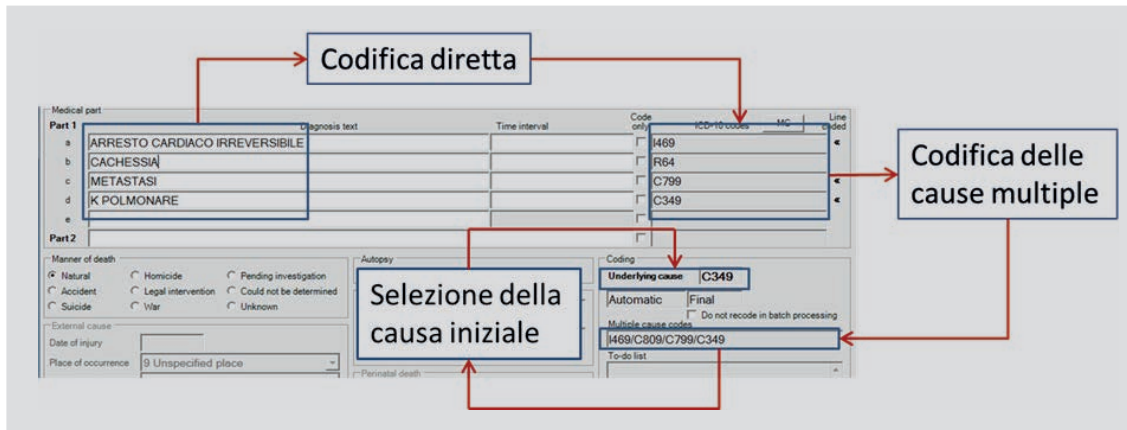 Codifica diretta
Medical part
Part 1 Diagnosis text Time interval Code only ICD-10 codes MC Line coded
a ARRESTO CARDIACO IRREVERSIBILE I469
b CACHESSIA R64
c METASTASI C799
d K POLMONARE C349
e
Part 2
Codifica delle
cause multiple
Manner of death
Natural Homicide Pending investigation
Accident Legal intervention Could not be determined
Suicide War Unknown
External cause
Date of injury
Place of occurrence 9 Unspecified place
Autopsy
Selezione della
causa iniziale
Perinatal death
Coding
Underlying cause C349
Automatic Final
Do not recode in batch processing
Multiple cause codes
I469/C809/C799/C349
To-do list